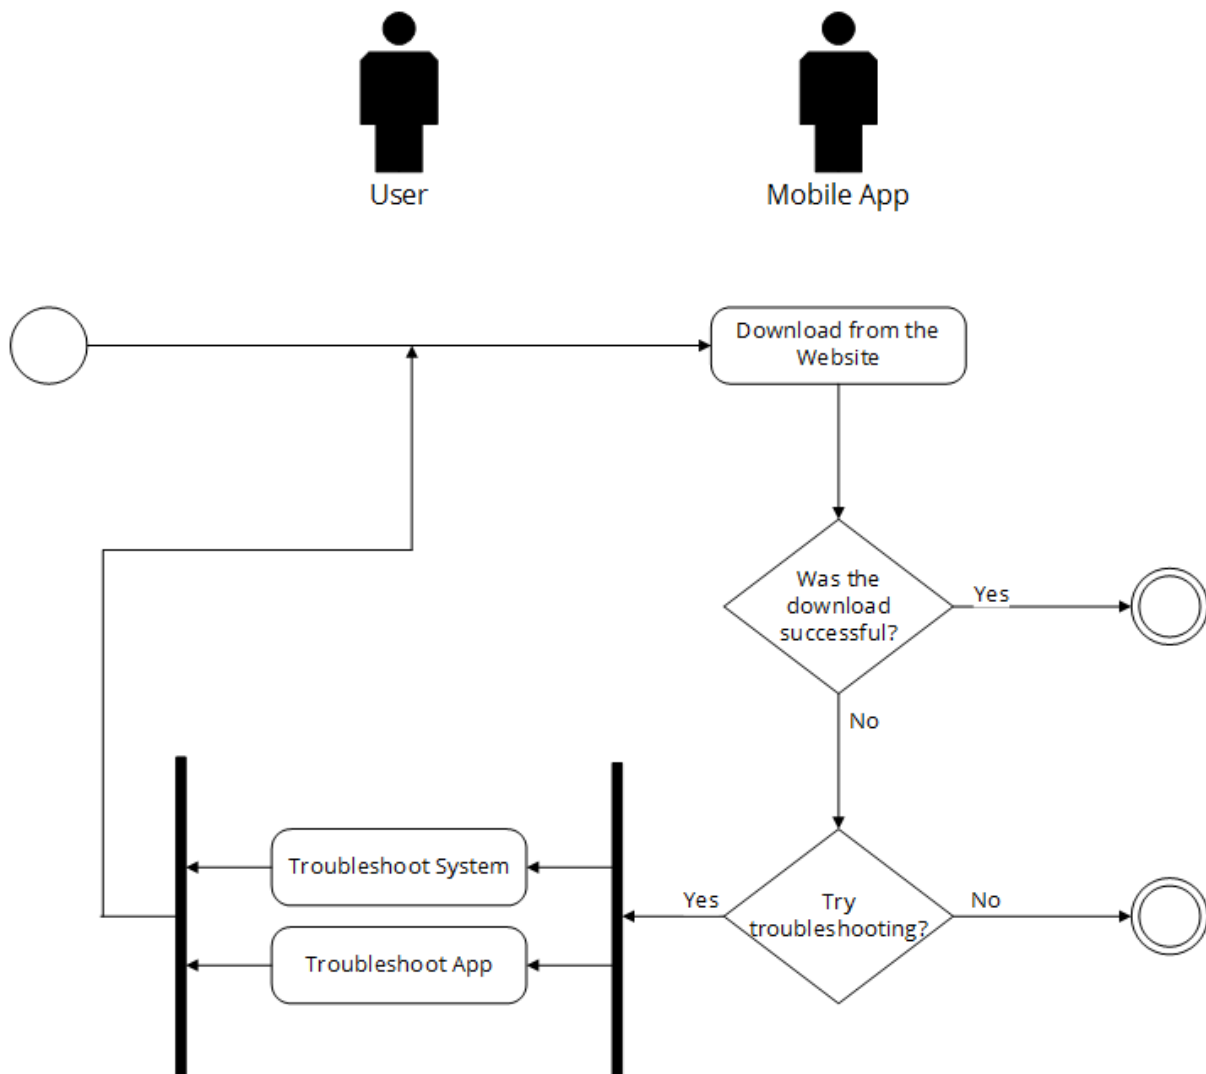 User
Mobile App
Download from the
Website
Was the
download
successful?
Yes
No
Troubleshoot System
Yes
Try
troubleshooting?
No
Troubleshoot App